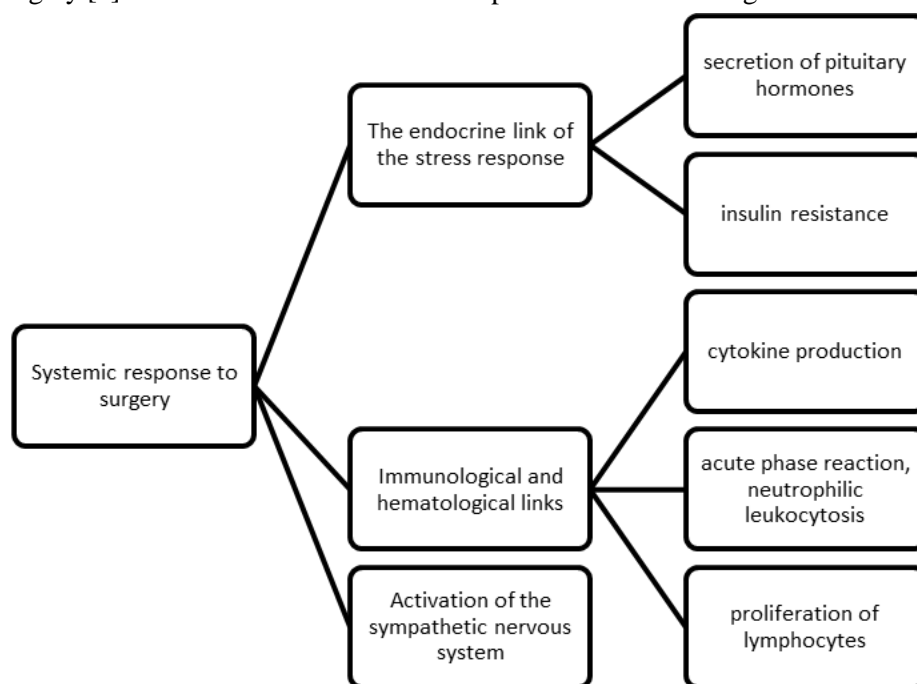 secretion of pituitary
hormones
The endocrine link of
the stress response
insulin resistance
Systemic response to
surgery
cytokine production
Immunological and
hematological links
acute phase reaction,
neutrophilic
leukocytosis
Activation of the
sympathetic nervous
system
proliferation of
lymphocytes